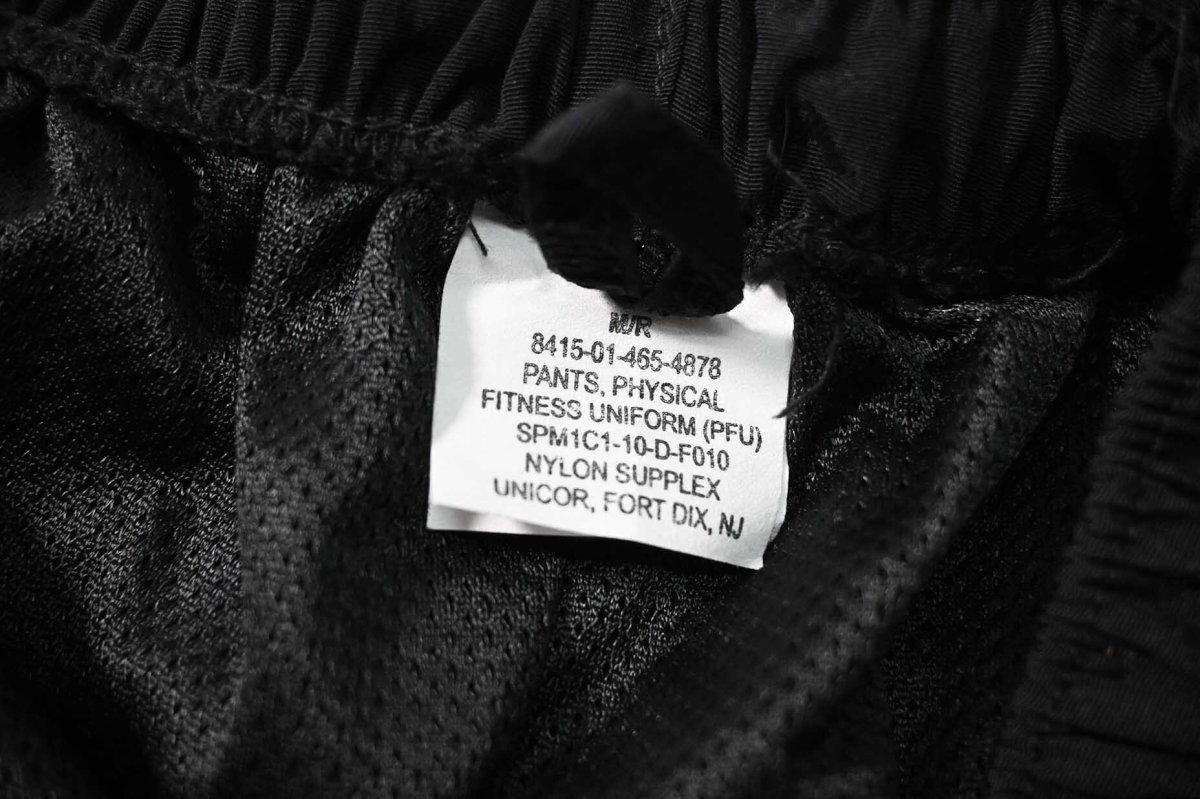 M/R
8415-01-465-4878
PANTS, PHYSICAL
FITNESS UNIFORM (PFU)
SPM1C1-10-D-F010
NYLON SUPPLEX
UNICOR, FORT DIX, NJ